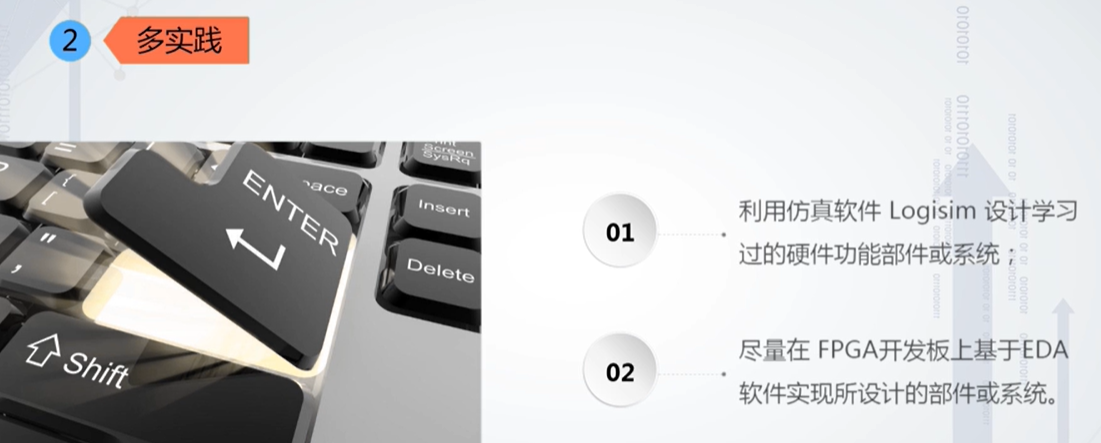 2
多实践
=
Print
Screen
SysRq
ENTER
Insert
Delete
Shift
01
利用仿真软件 Logisim 设计学习
过的硬件功能部件或系统；
02
尽量在 FPGA开发板上基于EDA
软件实现所设计的部件或系统。